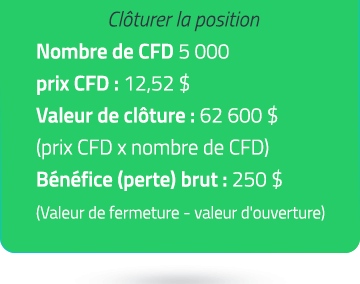 Clôturer la position
Nombre de CFD 5 000
prix CFD : 12,52 $
Valeur de clôture : 62 600 $
(prix CFD x nombre de CFD)
Bénéfice (perte) brut : 250 $
(Valeur de fermeture - valeur d'ouverture)